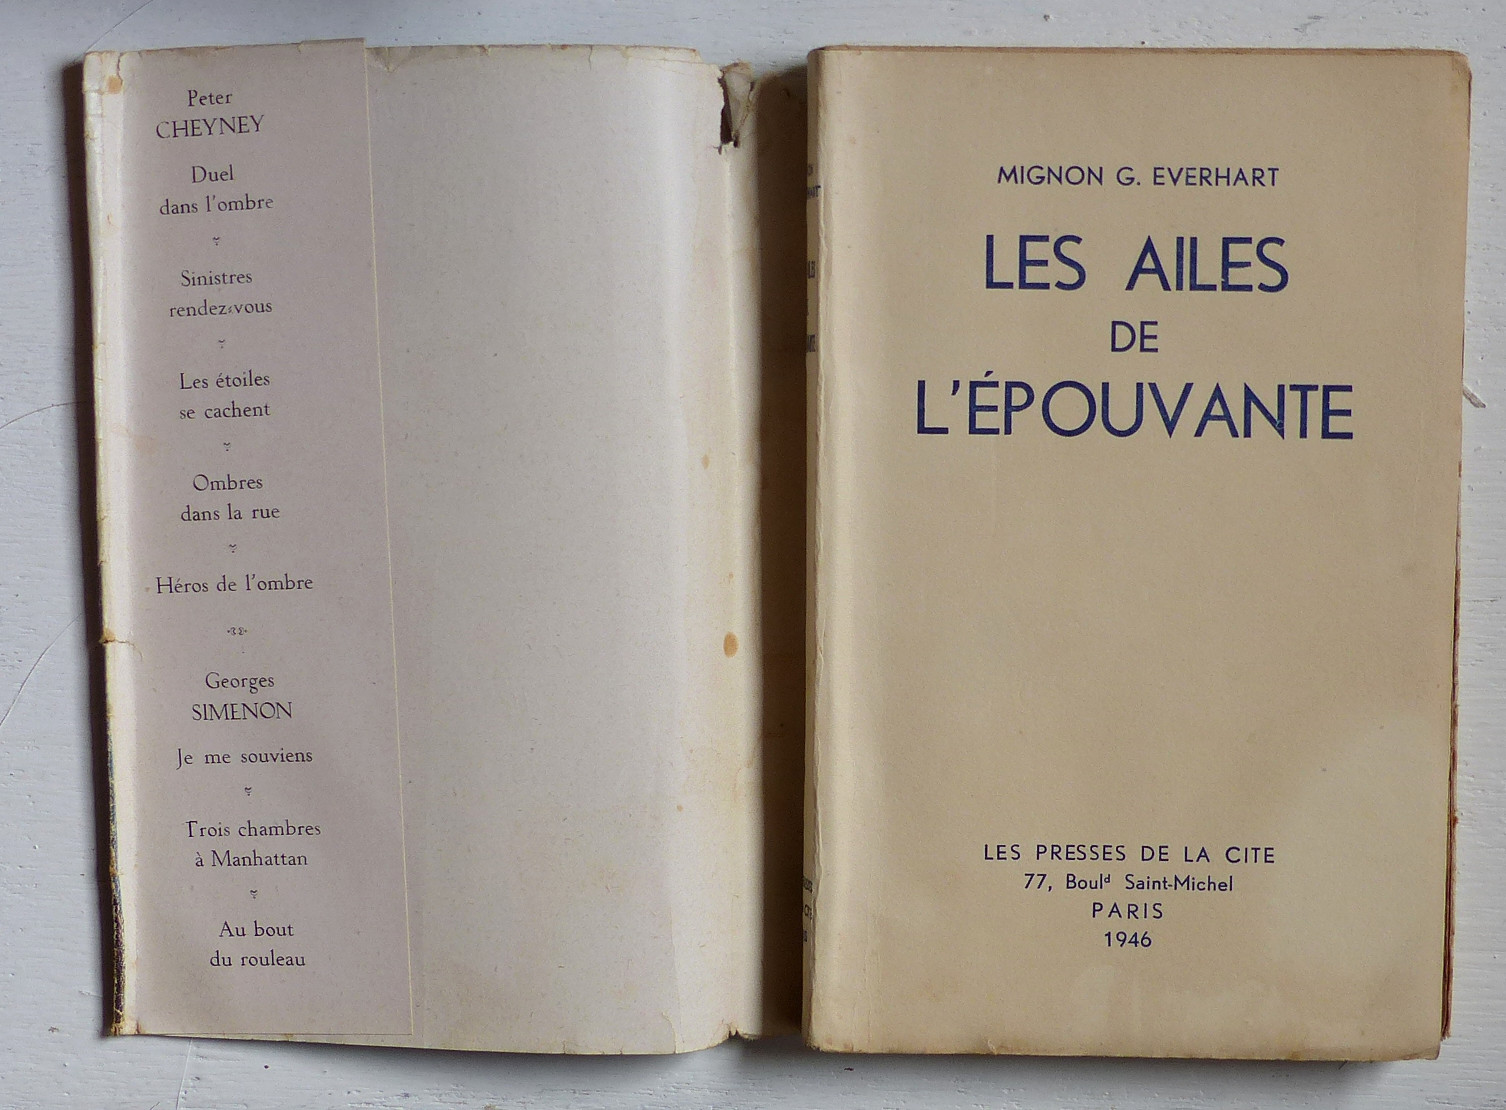 Peter
CHEYNEY
Duel
dans l'ombre
Sinistres
rendez-vous
Les étoiles
se cachent
Ombres
dans la rue
Héros de l'ombre
Georges
SIMENON
Je me souviens
Trois chambres
à Manhattan
Au bout
du rouleau
MIGNON G. EVERHART
LES AILES
DE
L'ÉPOUVANTE
LES PRESSES DE LA CITE
77, Boulᵈ Saint-Michel
PARIS
1946